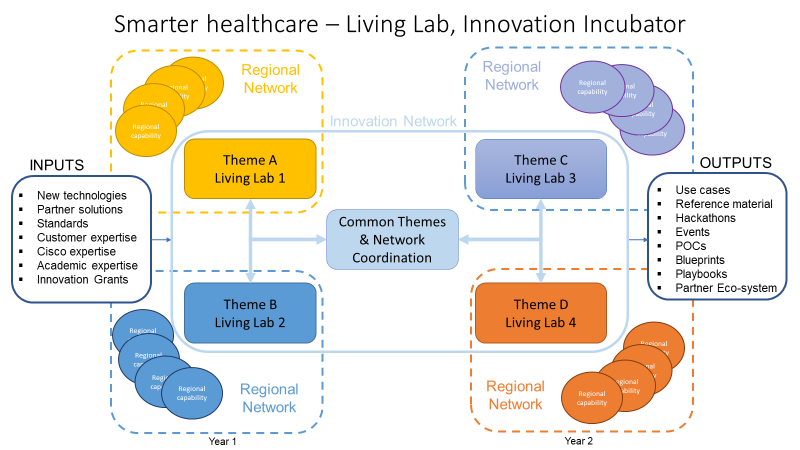 Smarter healthcare – Living Lab, Innovation Incubator
Regional
Network
Regional
capability
Regional
Network
Regional
capability
Innovation Network
INPUTS
▪ New technologies
▪ Partner solutions
▪ Standards
▪ Customer expertise
▪ Cisco expertise
▪ Academic expertise
▪ Innovation Grants
Theme A
Living Lab 1
Theme C
Living Lab 3
Common Themes
& Network
Coordination
Theme B
Living Lab 2
Theme D
Living Lab 4
OUTPUTS
▪ Use cases
▪ Reference material
▪ Hackathons
▪ Events
▪ POCs
▪ Blueprints
▪ Playbooks
▪ Partner Eco-system
Regional
Regional
Regional
capability
Regional
Network
Regional
Network
Regional
capability
Year 1
Year 2